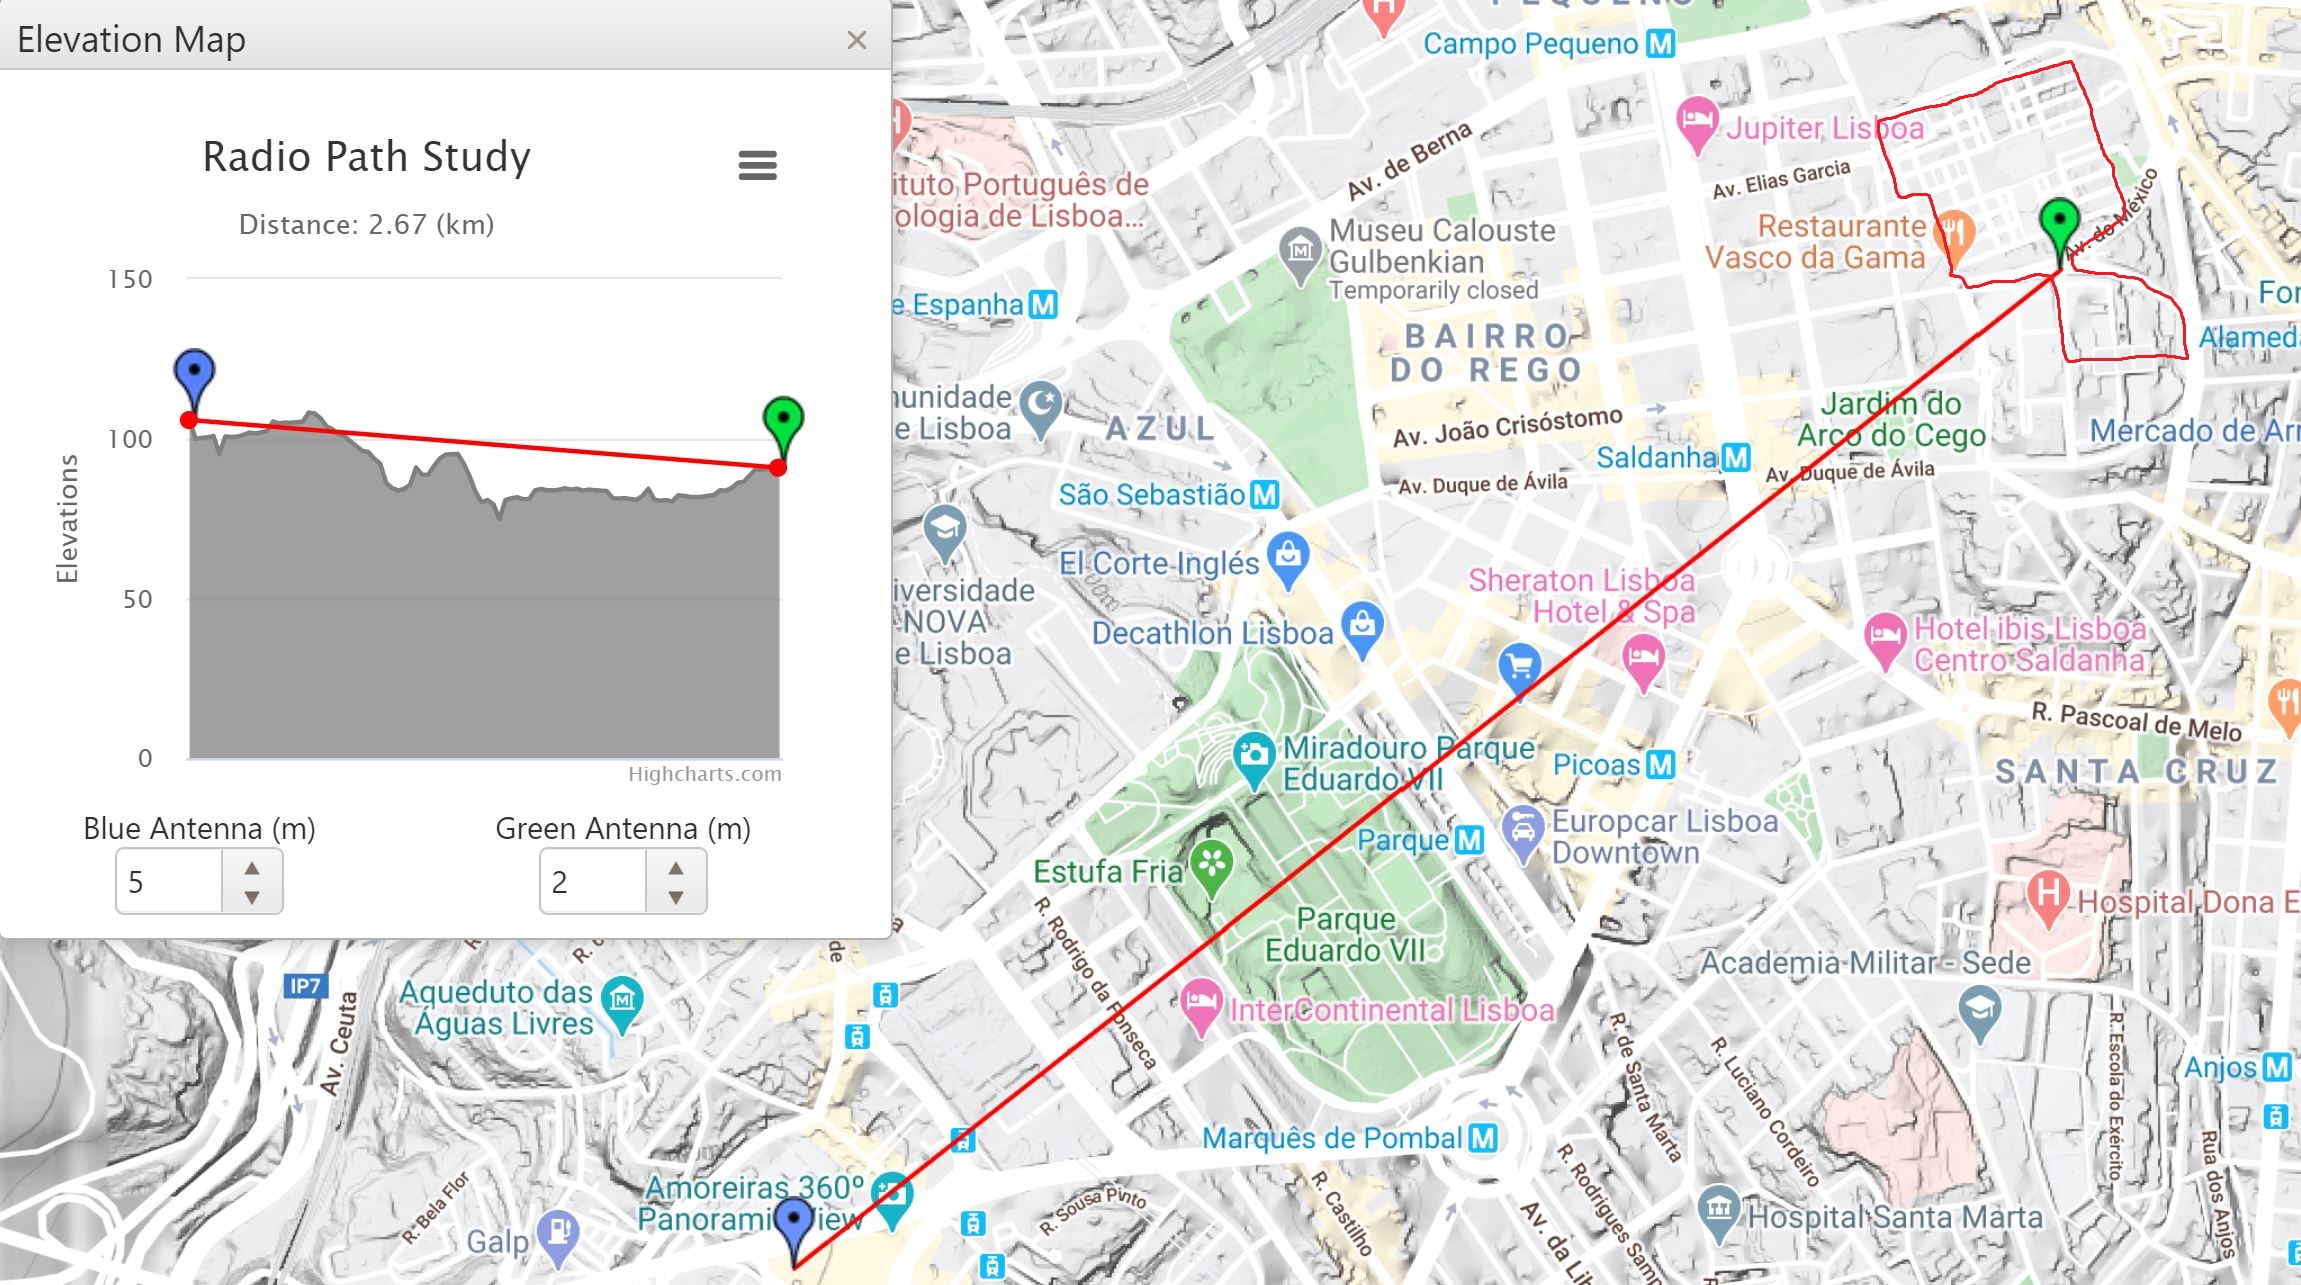 Elevation Map
×
Radio Path Study
Distance: 2.67 (km)
150
100
50
0
Elevations
Highcharts.com
Blue Antenna (m)
Green Antenna (m)
5
2
Campo Pequeno M
H
Jupiter Lisboa
Av. de Berna
Av. Elias Garcia
ituto Português de
ologia de Lisboa...
Museu Calouste
Gulbenkian
Temporarily closed
Restaurante
Vasco da Gama
Av. do México
e Espanha M
BAIRRO
DO REGO
Alameda
unidade
e Lisboa
AZUL
Av. João Crisóstomo
Jardim do
Arco do Cego
Mercado de Arr
Saldanha M
Av. Duque de Ávila
Av. Duque de Ávila
São Sebastião M
El Corte Inglés
iversidade
NOVA
e Lisboa
Sheraton Lisboa
Hotel & Spa
Decathlon Lisboa
Hotel ibis Lisboa
Centro Saldanha
R. Pascoal de Melo
Miradouro Parque
Eduardo VII
Picoas M
SANTA CRUZ
Parque M
Europcar Lisboa
Downtown
Estufa Fria
Parque
Eduardo VII
H
Hospital Dona E
R. Rodrigo da Fonseca
Academia Militar - Sede
IP7
Av. Ceuta
de
Aqueduto das
Águas Livres
InterContinental Lisboa
R. de Santa Marta
R. Luciano Cordeiro
R. Escola do Exército
Anjos M
Marquês de Pombal M
Rua dos Anjos
R. Bela Flor
Amoreiras 360º
Panoramic View
R. Sousa Pinto
R. Castilho
R. Rodrigues Samp
Av. da Lib
Galp
Hospital Santa Marta